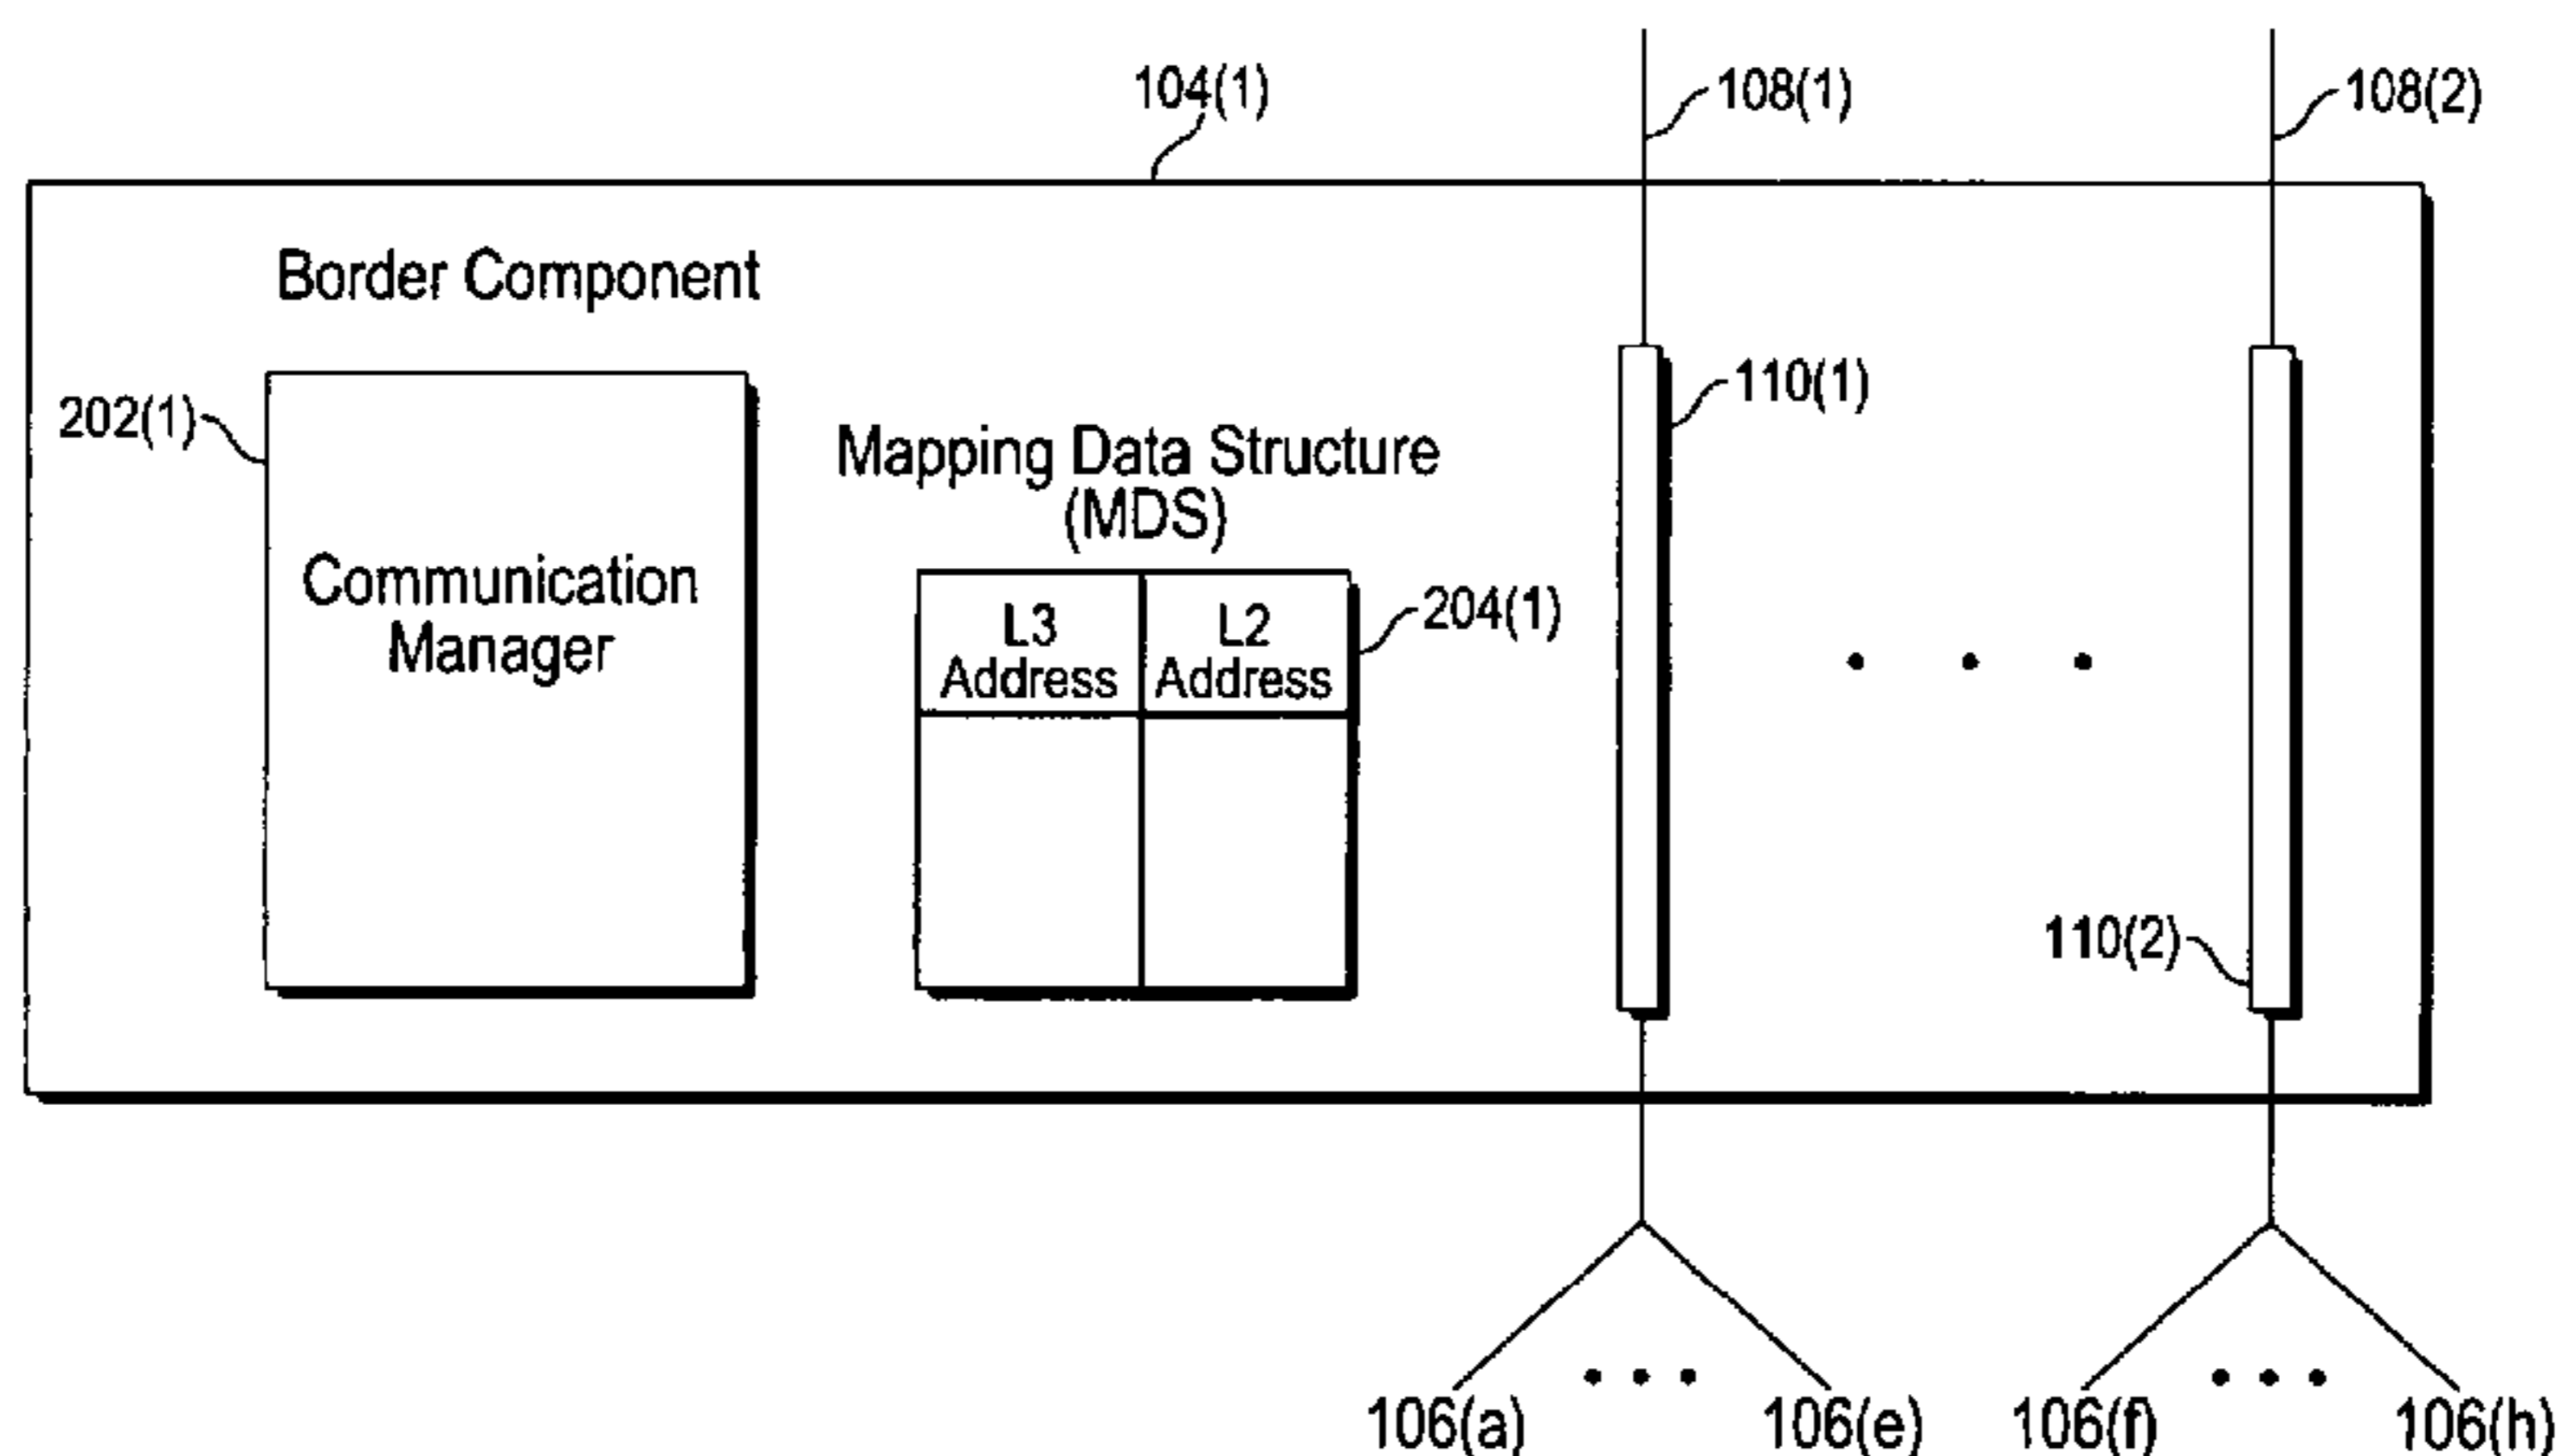 104(1)
108(1)
108(2)
Border Component
202(1)
110(1)
Mapping Data Structure
(MDS)
Communication
Manager
L3
Address
L2
Address
204(1)
110(2)
106(a)
106(e)
106(f)
106(h)